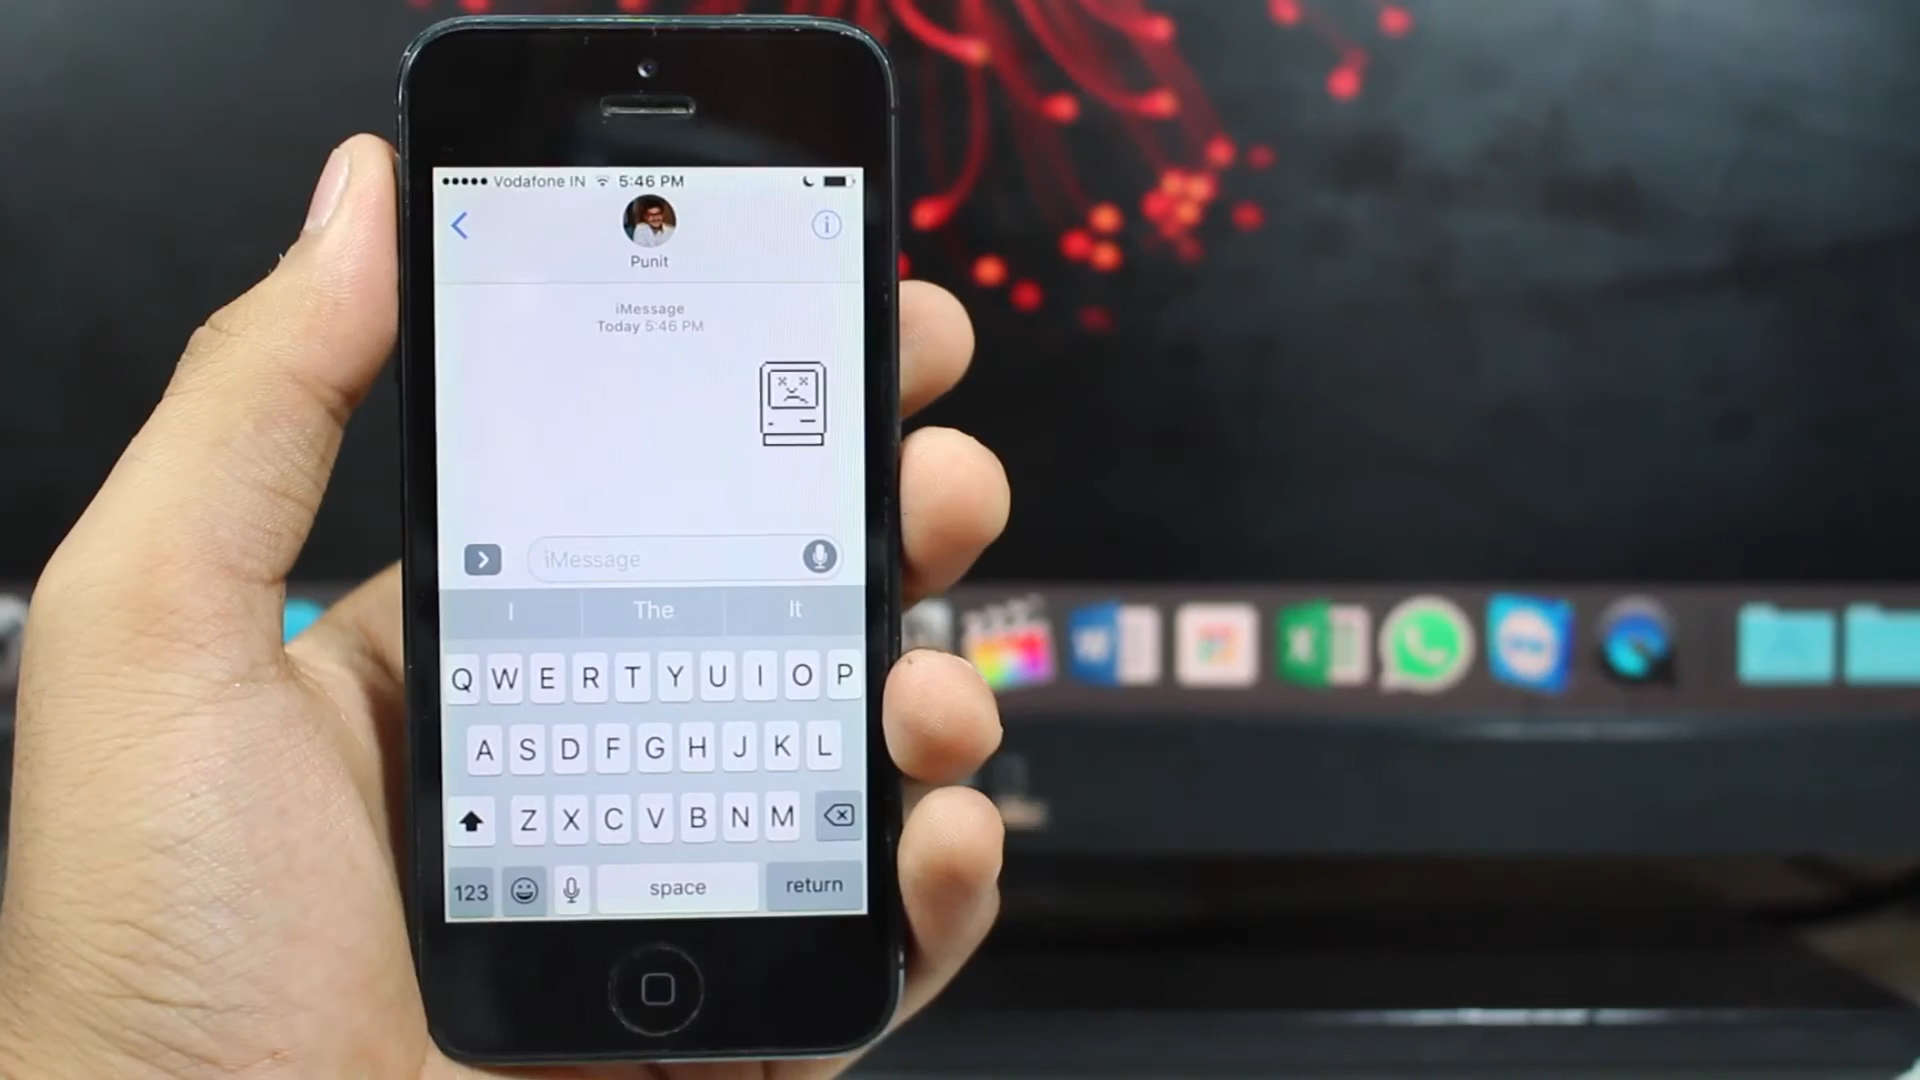 Vodafone IN 5:46 PM
Punit
iMessage
Today 5:46 PM
iMessage
I The It
Q W E R T Y U I O P
A S D F G H J K L
Z X C V B N M
123 space return